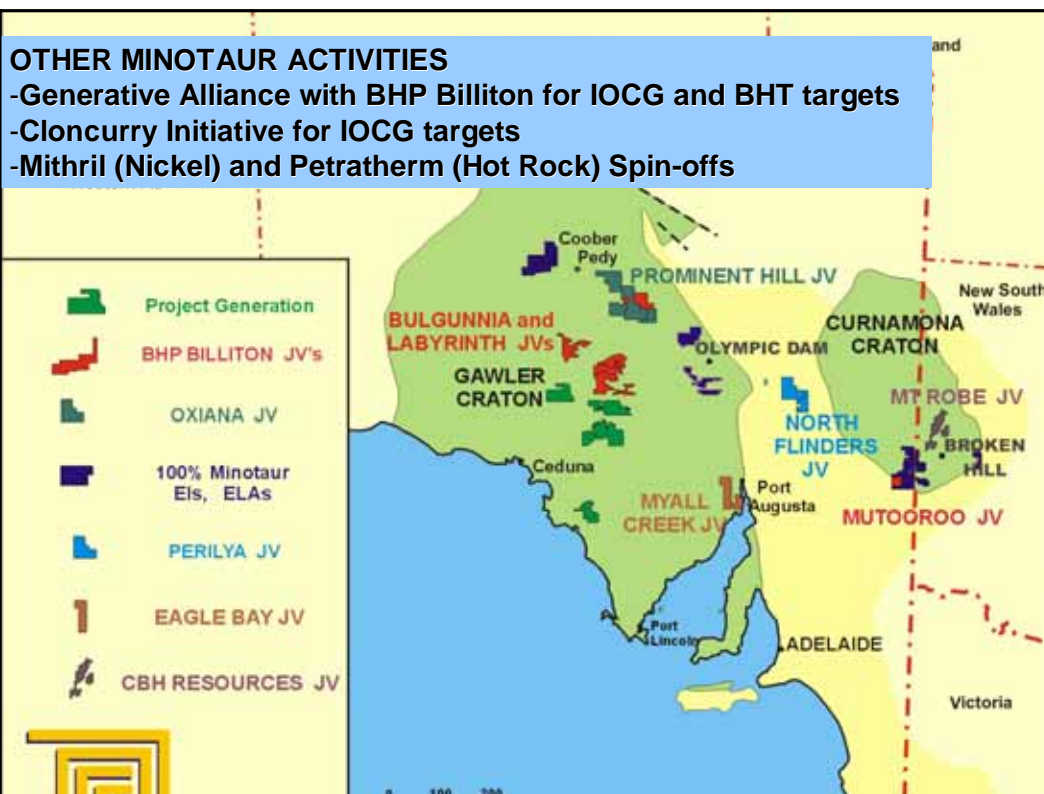 OTHER MINOTAUR ACTIVITIES
-Generative Alliance with BHP Billiton for IOCG and BHT targets
-Cloncurry Initiative for IOCG targets
-Mithril (Nickel) and Petratherm (Hot Rock) Spin-offs
and
Coober
Pedy
PROMINENT HILL JV
New South
Wales
BULGUNNIA and
LABYRINTH JVs
CURNAMONA
CRATON
OLYMPIC DAM
GAWLER
CRATON
MT ROBE JV
NORTH
FLINDERS
JV
BROKEN
HILL
Ceduna
MYALL
CREEK JV
Port
Augusta
MUTOOROO JV
Port
Lincoln
ADELAIDE
Victoria
Project Generation
BHP BILLITON JV's
OXIANA JV
100% Minotaur
Els, ELAs
PERILYA JV
EAGLE BAY JV
CBH RESOURCES JV
0 100 200